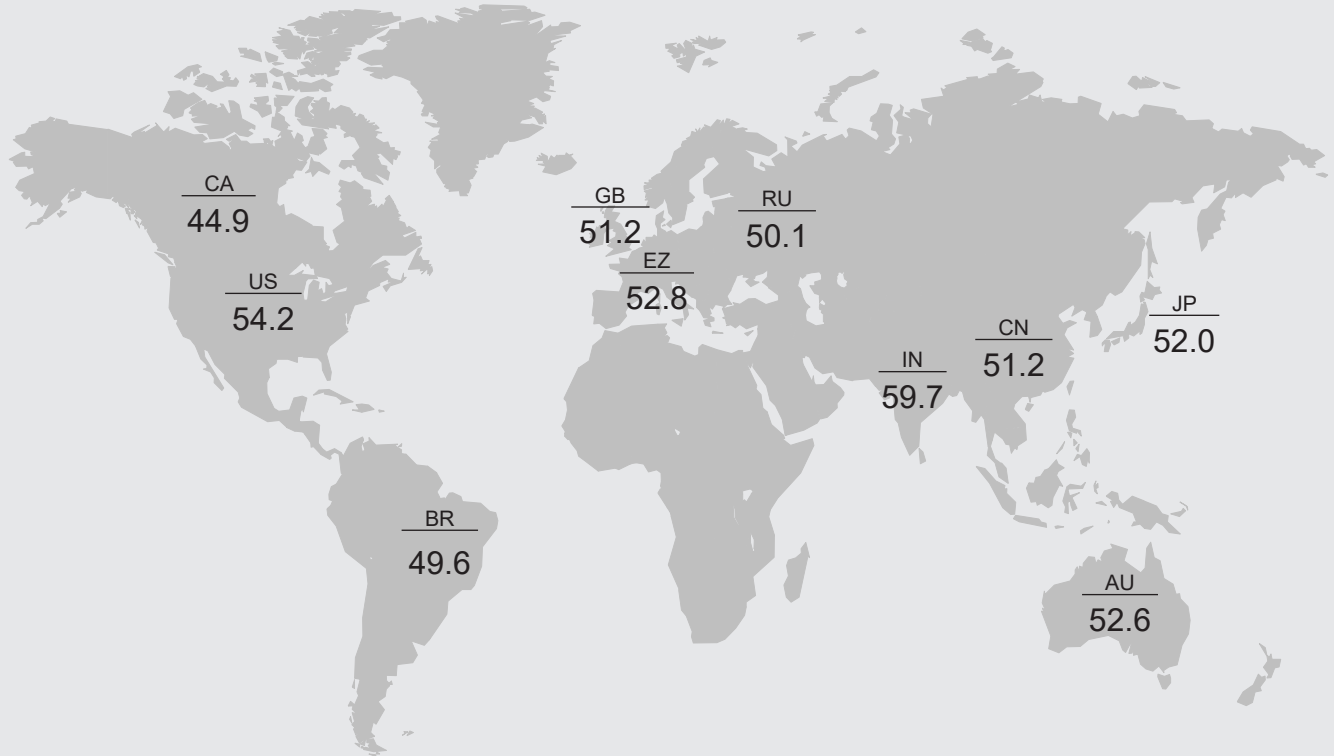 CA
44.9
GB
51.2
RU
50.1
EZ
52.8
US
54.2
JP
52.0
CN
51.2
IN
59.7
BR
49.6
AU
52.6